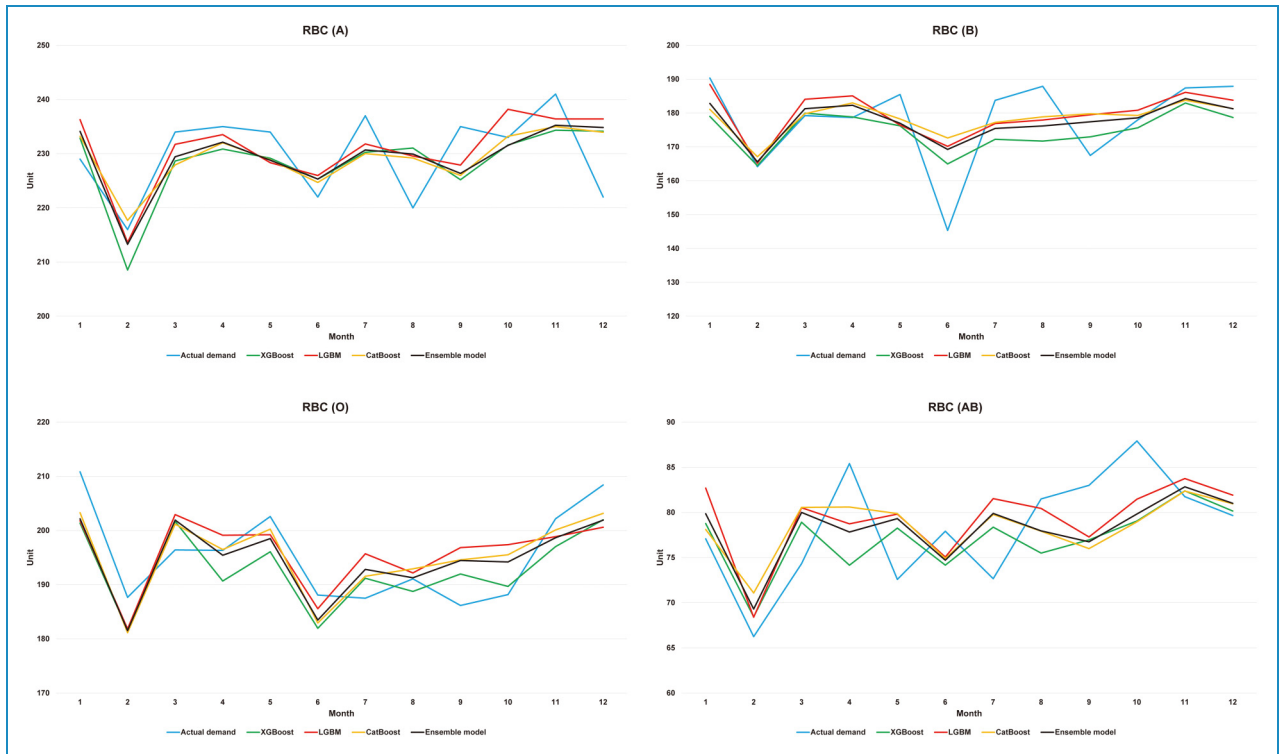 RBC (A)
250
240
230
220
210
200
Unit
1 2 3 4 5 6 7 8 9 10 11 12
Month
Actual demand XGBoost LGBM CatBoost Ensemble model
RBC (B)
200
190
180
170
160
150
140
130
120
Unit
1 2 3 4 5 6 7 8 9 10 11 12
Month
Actual demand XGBoost LGBM CatBoost Ensemble model
RBC (O)
220
210
200
190
180
170
Unit
1 2 3 4 5 6 7 8 9 10 11 12
Month
Actual demand XGBoost LGBM CatBoost Ensemble model
RBC (AB)
90
85
80
75
70
65
60
Unit
1 2 3 4 5 6 7 8 9 10 11 12
Month
Actual demand XGBoost LGBM CatBoost Ensemble model